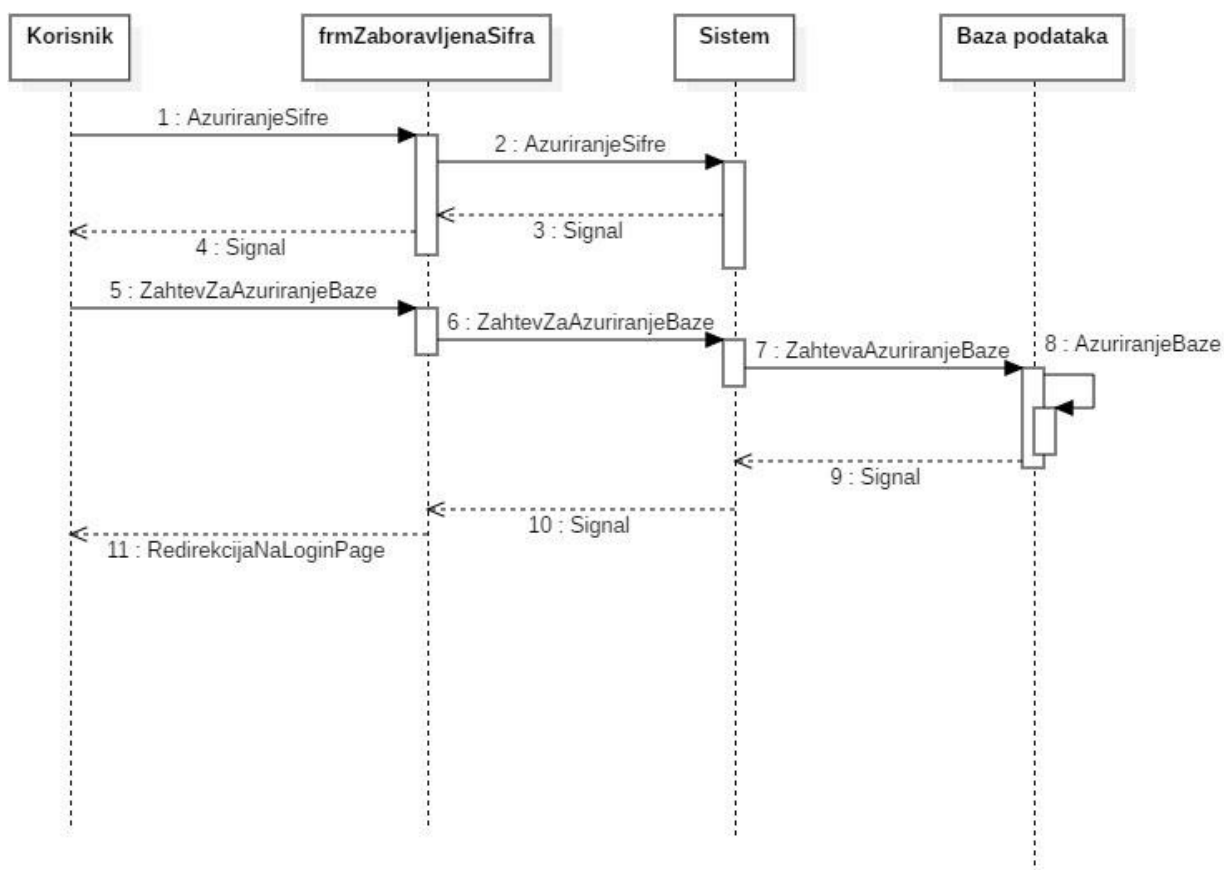 Korisnik
frmZaboravljenaSifra
Sistem
Baza podataka
1 : AzuriranjeSifre
2 : AzuriranjeSifre
3 : Signal
4 : Signal
5 : ZahtevZaAzuriranjeBaze
6 : ZahtevZaAzuriranjeBaze
7 : ZahtevaAzuriranjeBaze
8 : AzuriranjeBaze
9 : Signal
10 : Signal
11 : RedirekcijaNaLoginPage